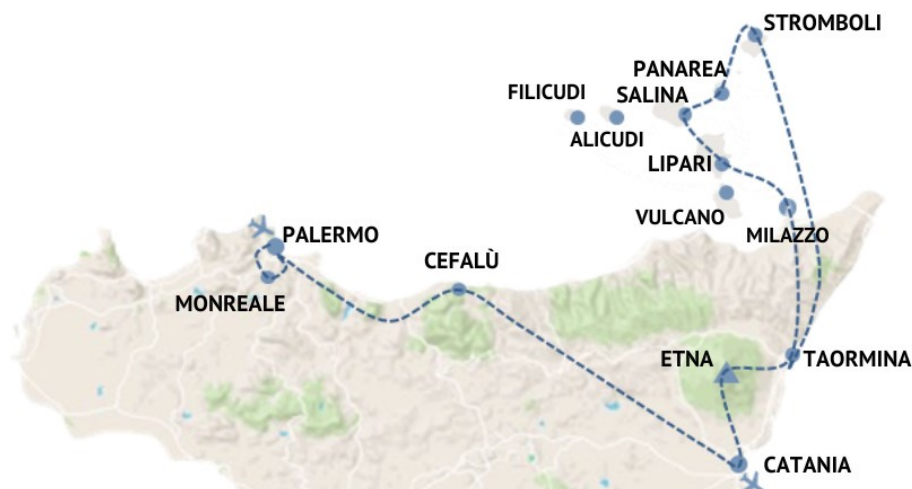 STROMBOLI
PANAREA
FILICUDI
SALINA
ALICUDI
LIPARI
VULCANO
MILAZZO
PALERMO
CEFALÙ
MONREALE
ETNA
TAORMINA
CATANIA